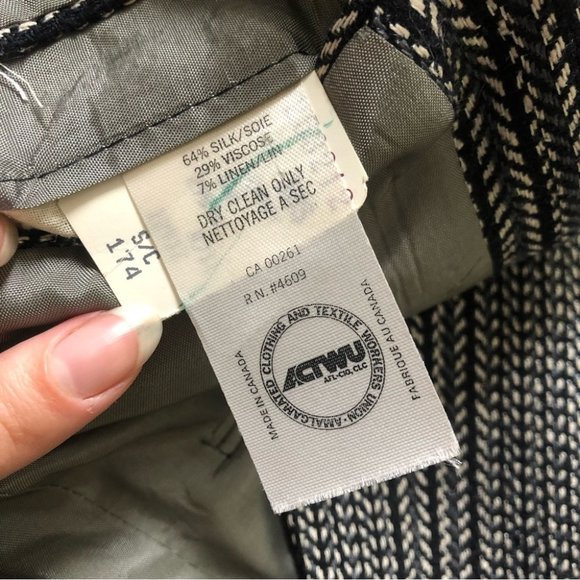 64% SILK/SOIE
29% VISCOSE
7% LINEN/LIN
DRY CLEAN ONLY
NETTOYAGE A SEC
CA 00261
R N. #4609
S/C
174
MADE IN CANADA
AMALGAMATED CLOTHING AND TEXTILE WORKERS UNION ·
ACTWU
AFL-CIO, CLC
FABRIQUE AU CANADA